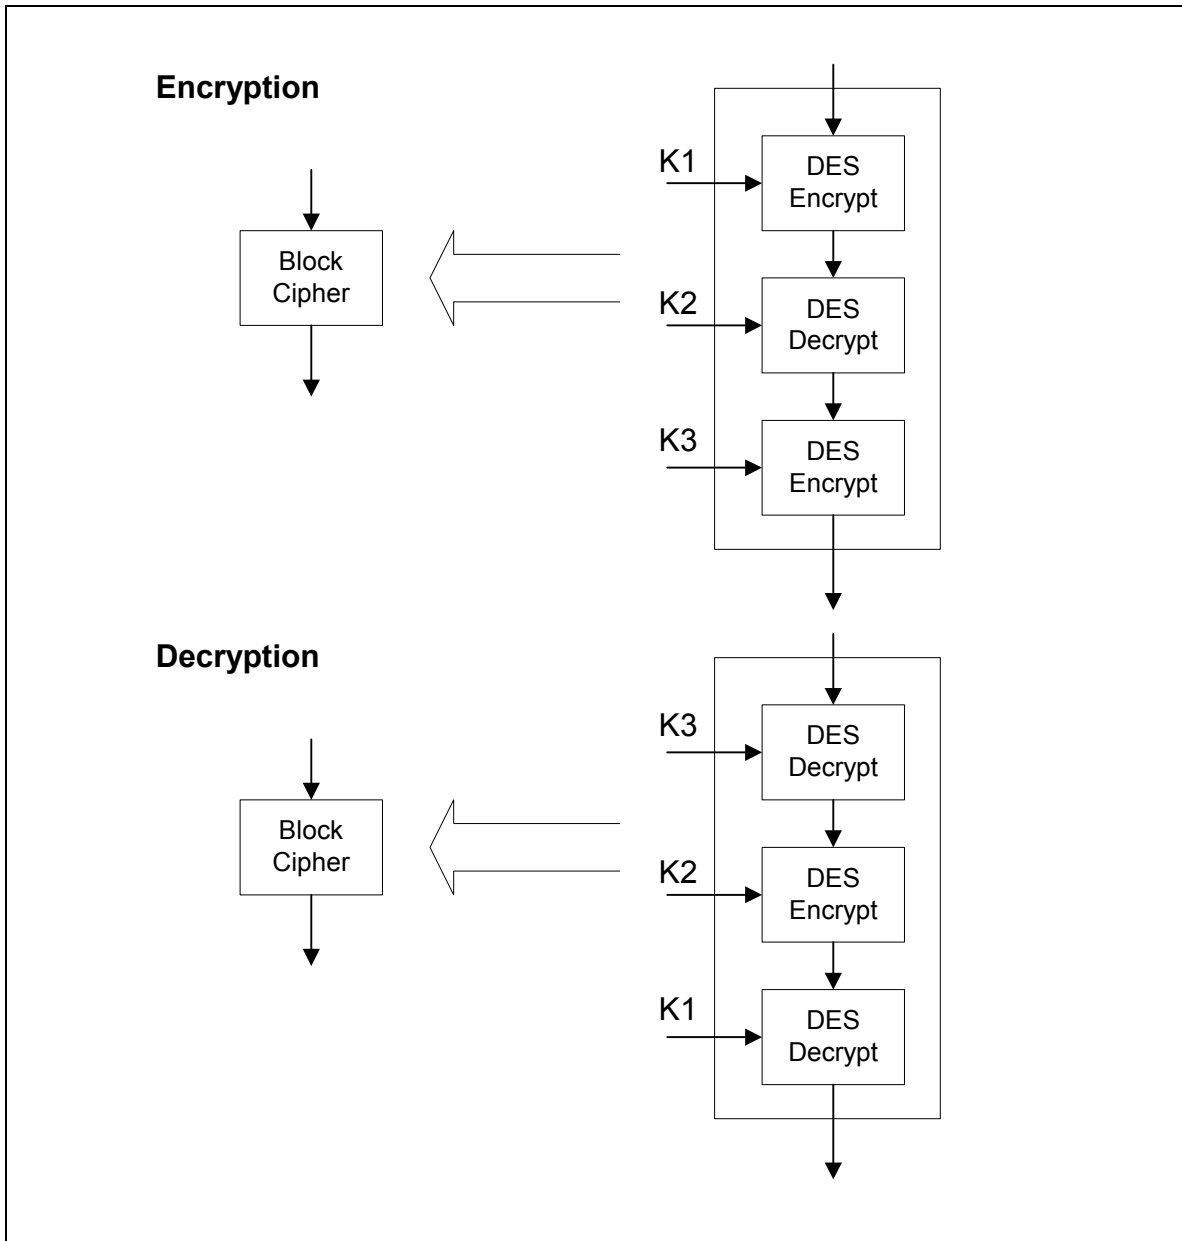 Encryption
K1
DES
Encrypt
Block
Cipher
K2
DES
Decrypt
K3
DES
Encrypt
Decryption
K3
DES
Decrypt
Block
Cipher
K2
DES
Encrypt
K1
DES
Decrypt